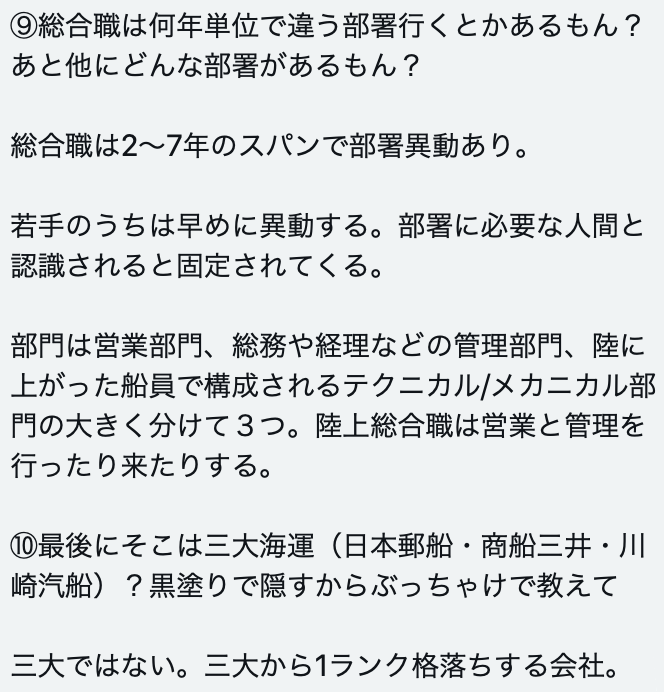 ⑨総合職は何年単位で違う部署行くとかあるもん？
あと他にどんな部署があるもん？
総合職は2〜7年のスパンで部署異動あり。
若手のうちは早めに異動する。部署に必要な人間と
認識されると固定されてくる。
部門は営業部門、総務や経理などの管理部門、陸に
上がった船員で構成されるテクニカル/メカニカル部
門の大きく分けて３つ。陸上総合職は営業と管理を
行ったり来たりする。
⑩最後にそこは三大海運（日本郵船・商船三井・川
崎汽船）？黒塗りで隠すからぶっちゃけで教えて
三大ではない。三大から1ランク格落ちする会社。